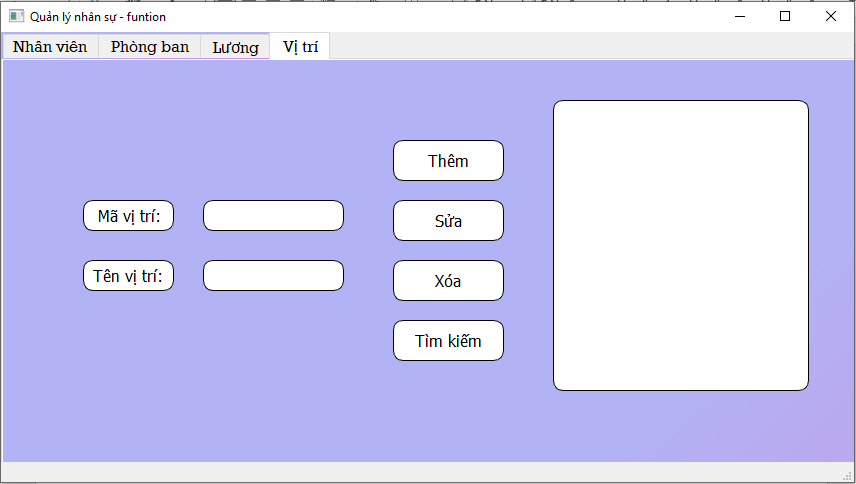 Quản lý nhân sự - funtion
Nhân viên Phòng ban Lương Vị trí
Thêm
Mã vị trí:
Sửa
Tên vị trí:
Xóa
Tìm kiếm